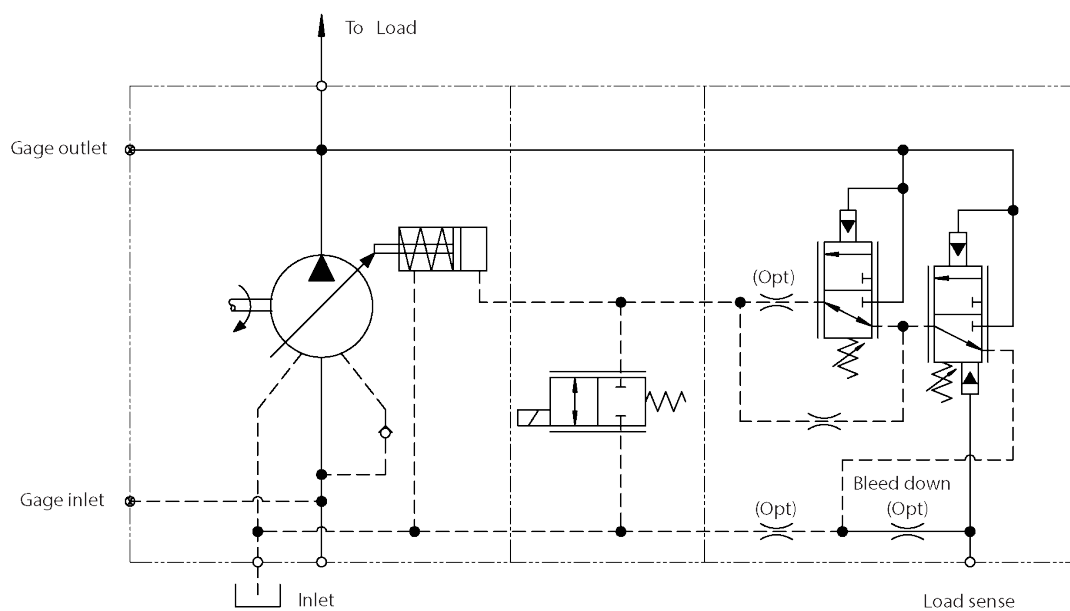 To Load
Gage outlet
(Opt)
Gage inlet
Bleed down
(Opt)
(Opt)
Inlet
Load sense